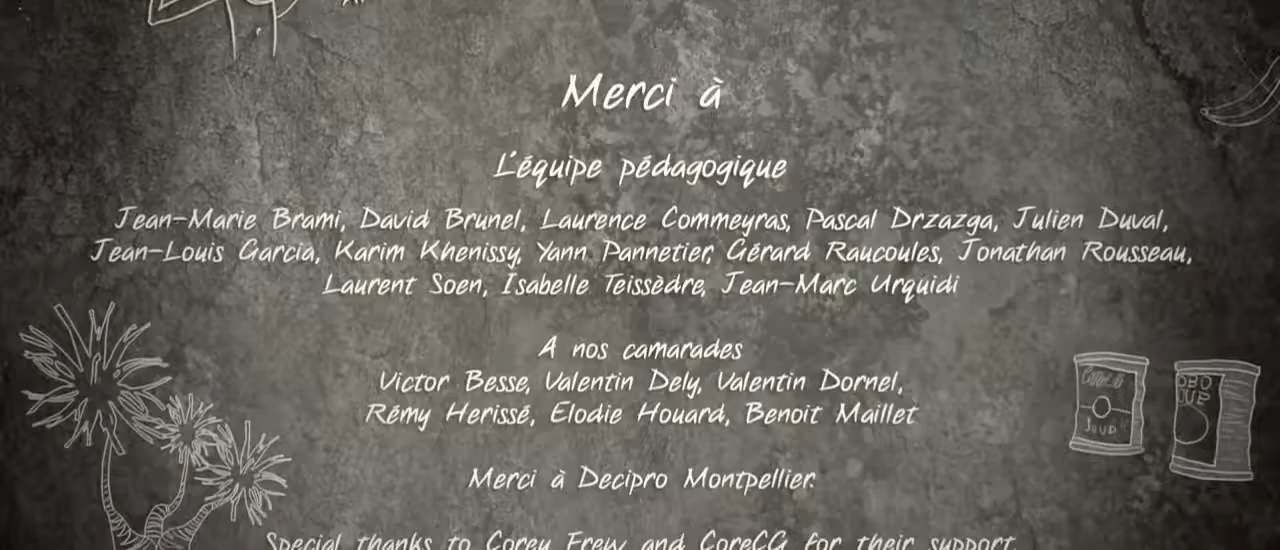 Merci à
L'équipe pédagogique
Jean-Marie Brami, David Brunel, Laurence Commeyras, Pascal Drzazga, Julien Duval,
Jean-Louis Garcia, Karim Khenissy, Yann Pannetier, Gérard Raucoules, Jonathan Rousseau,
Laurent Soen, Isabelle Teissèdre, Jean-Marc Urquidi
A nos camarades
Victor Besse, Valentin Dely, Valentin Dornel,
Rémy Herissé, Elodie Houard, Benoit Maillet
Merci à Decipro Montpellier.
Special thanks to Corey Frew and CoreCG for their support.